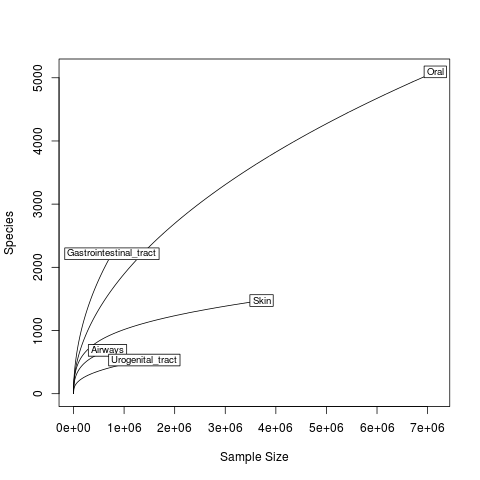 Species
5000
4000
3000
2000
1000
0
Oral
Gastrointestinal_tract
Skin
Airways
Urogenital_tract
0e+00 1e+06 2e+06 3e+06 4e+06 5e+06 6e+06 7e+06
Sample Size